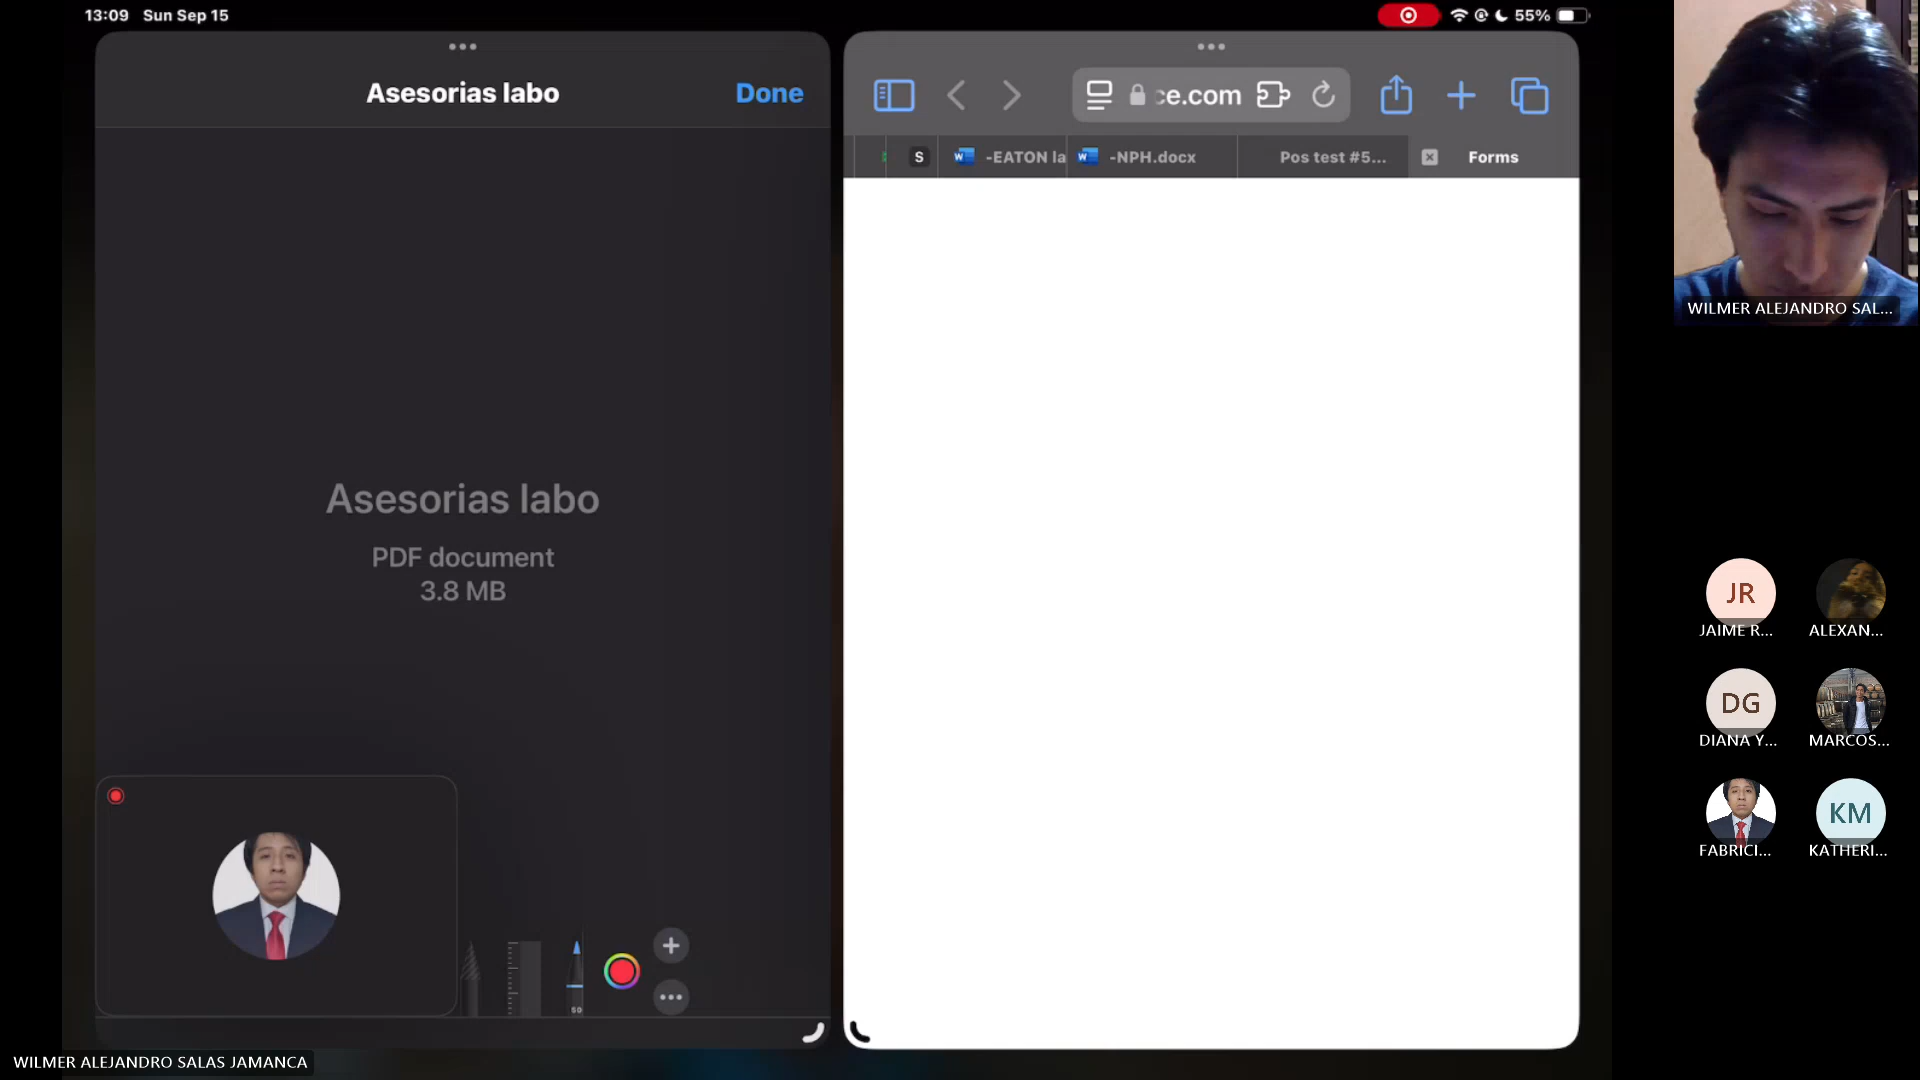 13:09 Sun Sep 15
55%
Asesorias labo
Done
ce.com
S
-EATON la
-NPH.docx
Pos test #5...
Forms
Asesorias labo
PDF document
3.8 MB
50
WILMER ALEJANDRO SALAS JAMANCA
WILMER ALEJANDRO SAL...
JR
JAIME R...
ALEXAN...
DG
DIANA Y...
MARCOS...
FABRICI...
KM
KATHERI...